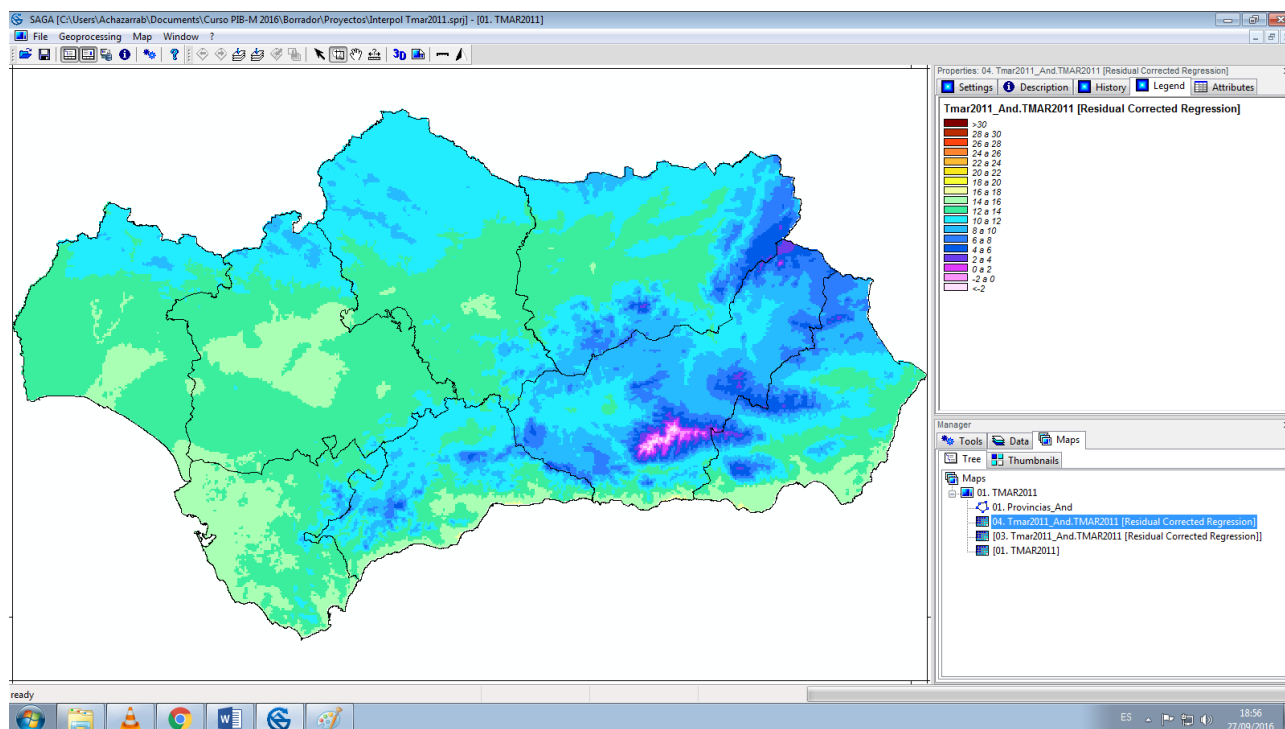 SAGA [C:\Users\Achazarrab\Documents\Curso PIB-M 2016\Borrador\Proyectos\Interpol Tmar2011.sprj] - [01. TMAR2011]
File Geoprocessing Map Window ?
3D
Properties: 04. Tmar2011_And.TMAR2011 [Residual Corrected Regression]
Settings Description History Legend Attributes
Tmar2011_And.TMAR2011 [Residual Corrected Regression]
>30
28 a 30
26 a 28
24 a 26
22 a 24
20 a 22
18 a 20
16 a 18
14 a 16
12 a 14
10 a 12
8 a 10
6 a 8
4 a 6
2 a 4
0 a 2
-2 a 0
<-2
Manager
Tools Data Maps
Tree Thumbnails
Maps
01. TMAR2011
01. Provincias_And
04. Tmar2011_And.TMAR2011 [Residual Corrected Regression]
[03. Tmar2011_And.TMAR2011 [Residual Corrected Regression]]
[01. TMAR2011]
ready
ES
18:56
27/09/2016